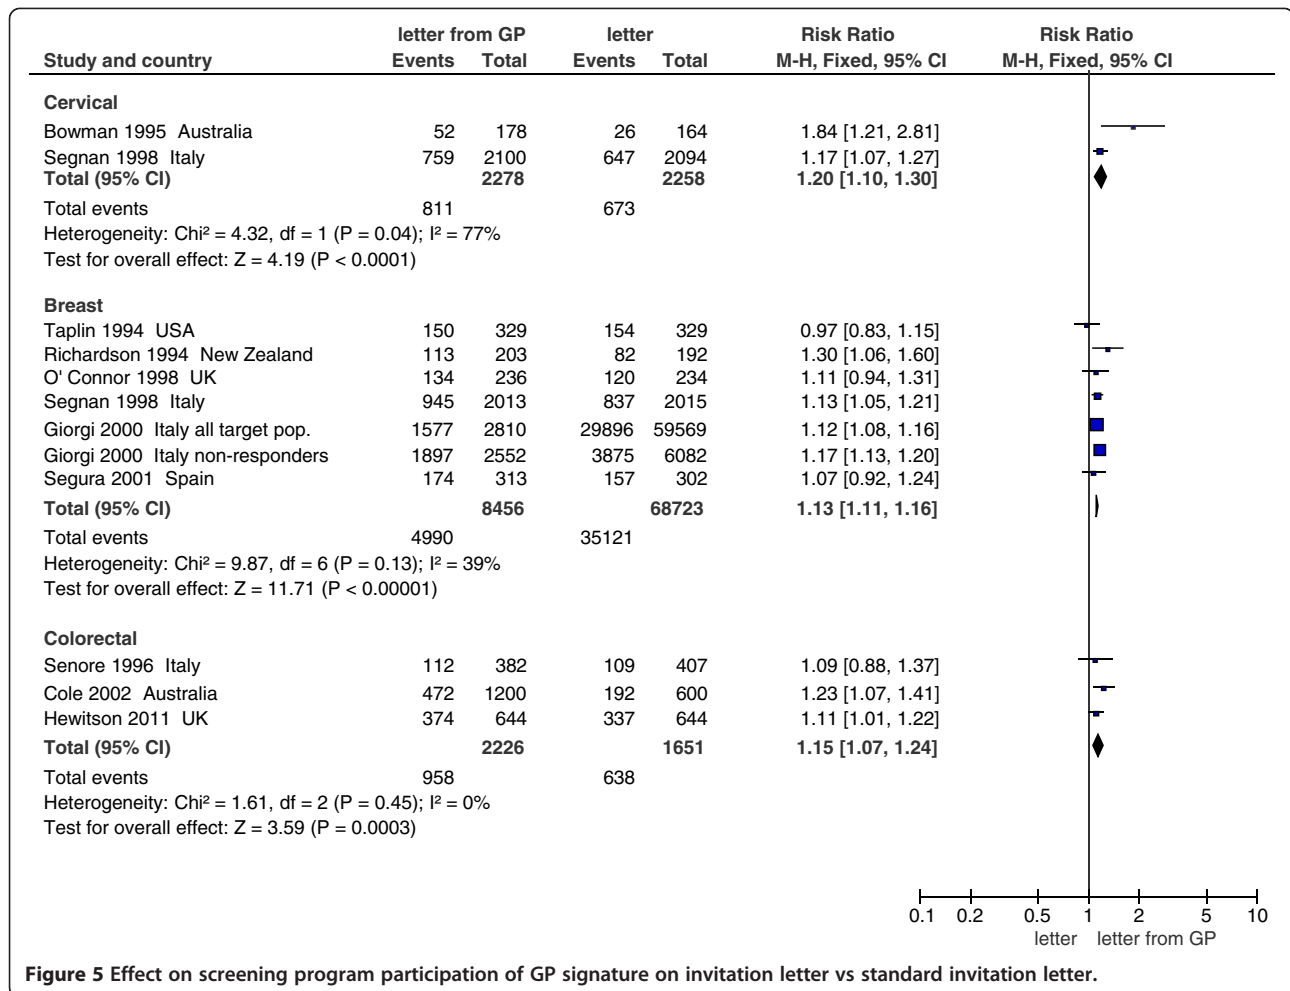 letter from GP letter Risk Ratio Risk Ratio
Study and country Events Total Events Total M-H, Fixed, 95% CI M-H, Fixed, 95% CI
Cervical
Bowman 1995 Australia 52 178 26 164 1.84 [1.21, 2.81]
Segnan 1998 Italy 759 2100 647 2094 1.17 [1.07, 1.27]
Total (95% CI) 2278 2258 1.20 [1.10, 1.30]
Total events 811 673
Heterogeneity: Chi² = 4.32, df = 1 (P = 0.04); I² = 77%
Test for overall effect: Z = 4.19 (P < 0.0001)
Breast
Taplin 1994 USA 150 329 154 329 0.97 [0.83, 1.15]
Richardson 1994 New Zealand 113 203 82 192 1.30 [1.06, 1.60]
O' Connor 1998 UK 134 236 120 234 1.11 [0.94, 1.31]
Segnan 1998 Italy 945 2013 837 2015 1.13 [1.05, 1.21]
Giorgi 2000 Italy all target pop. 1577 2810 29896 59569 1.12 [1.08, 1.16]
Giorgi 2000 Italy non-responders 1897 2552 3875 6082 1.17 [1.13, 1.20]
Segura 2001 Spain 174 313 157 302 1.07 [0.92, 1.24]
Total (95% CI) 8456 68723 1.13 [1.11, 1.16]
Total events 4990 35121
Heterogeneity: Chi² = 9.87, df = 6 (P = 0.13); I² = 39%
Test for overall effect: Z = 11.71 (P < 0.00001)
Colorectal
Senore 1996 Italy 112 382 109 407 1.09 [0.88, 1.37]
Cole 2002 Australia 472 1200 192 600 1.23 [1.07, 1.41]
Hewitson 2011 UK 374 644 337 644 1.11 [1.01, 1.22]
Total (95% CI) 2226 1651 1.15 [1.07, 1.24]
Total events 958 638
Heterogeneity: Chi² = 1.61, df = 2 (P = 0.45); I² = 0%
Test for overall effect: Z = 3.59 (P = 0.0003)
0.1 0.2 0.5 1 2 5 10
letter letter from GP
Figure 5 Effect on screening program participation of GP signature on invitation letter vs standard invitation letter.